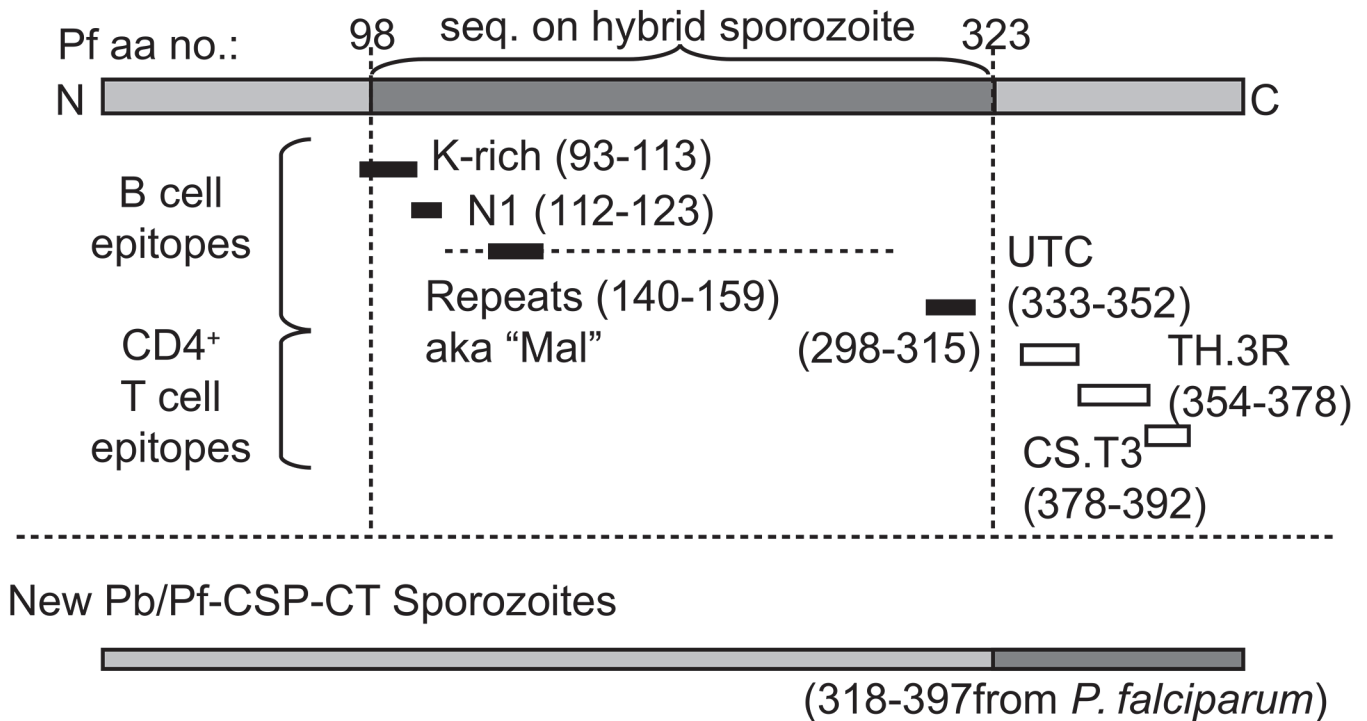 98 seq. on hybrid sporozoite 323
Pf aa no.:
N C
K-rich (93-113)
B cell
epitopes
N1 (112-123)
UTC
(333-352)
Repeats (140-159)
aka “Mal”
(298-315)
TH.3R
(354-378)
CD4+
T cell
epitopes
CS.T3
(378-392)
New Pb/Pf-CSP-CT Sporozoites
(318-397from P. falciparum)